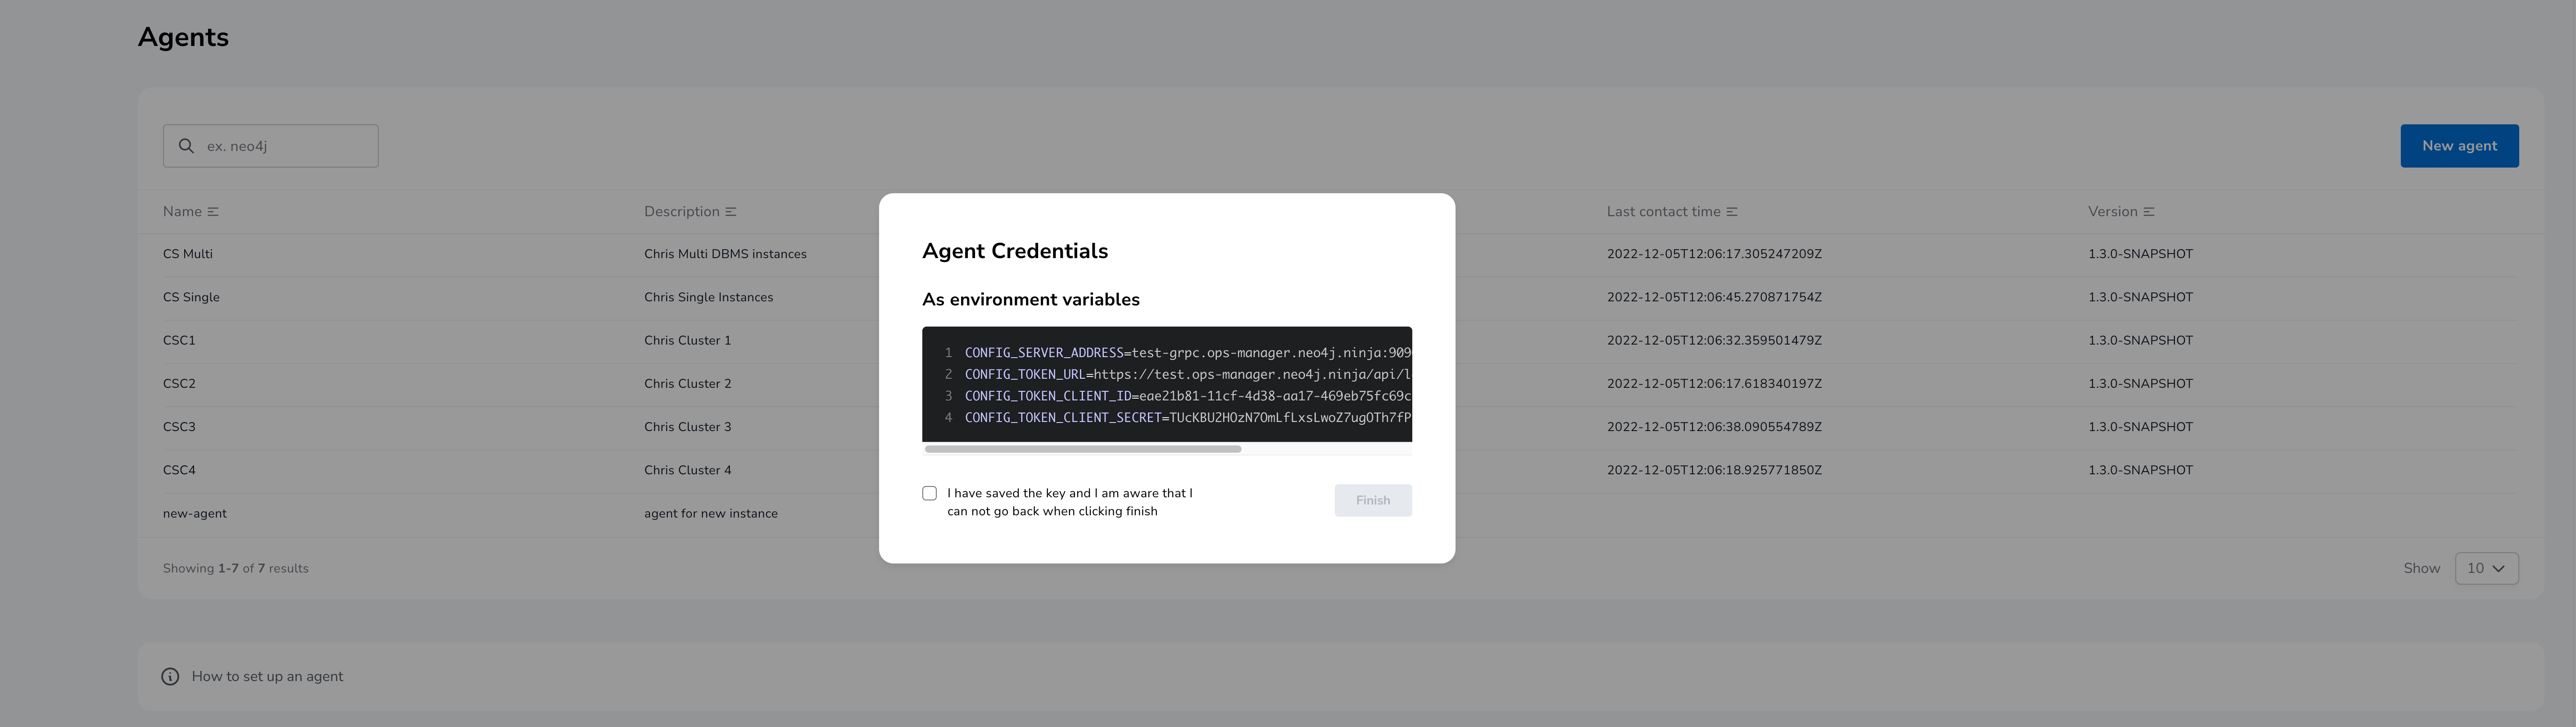 Agents
ex. neo4j
New agent
Name Description Last contact time Version
CS Multi Chris Multi DBMS instances 2022-12-05T12:06:17.305247209Z 1.3.0-SNAPSHOT
CS Single Chris Single Instances 2022-12-05T12:06:45.270871754Z 1.3.0-SNAPSHOT
CSC1 Chris Cluster 1 2022-12-05T12:06:32.359501479Z 1.3.0-SNAPSHOT
CSC2 Chris Cluster 2 2022-12-05T12:06:17.618340197Z 1.3.0-SNAPSHOT
CSC3 Chris Cluster 3 2022-12-05T12:06:38.090554789Z 1.3.0-SNAPSHOT
CSC4 Chris Cluster 4 2022-12-05T12:06:18.925771850Z 1.3.0-SNAPSHOT
new-agent agent for new instance
Agent Credentials
As environment variables
1 CONFIG_SERVER_ADDRESS=test-grpc.ops-manager.neo4j.ninja:909
2 CONFIG_TOKEN_URL=https://test.ops-manager.neo4j.ninja/api/l
3 CONFIG_TOKEN_CLIENT_ID=eae21b81-11cf-4d38-aa17-469eb75fc69c
4 CONFIG_TOKEN_CLIENT_SECRET=TUcKBU2HOzN7OmLfLxsLwoZ7ugOTh7fP
I have saved the key and I am aware that I
can not go back when clicking finish
Finish
Showing 1-7 of 7 results
Show 10
How to set up an agent